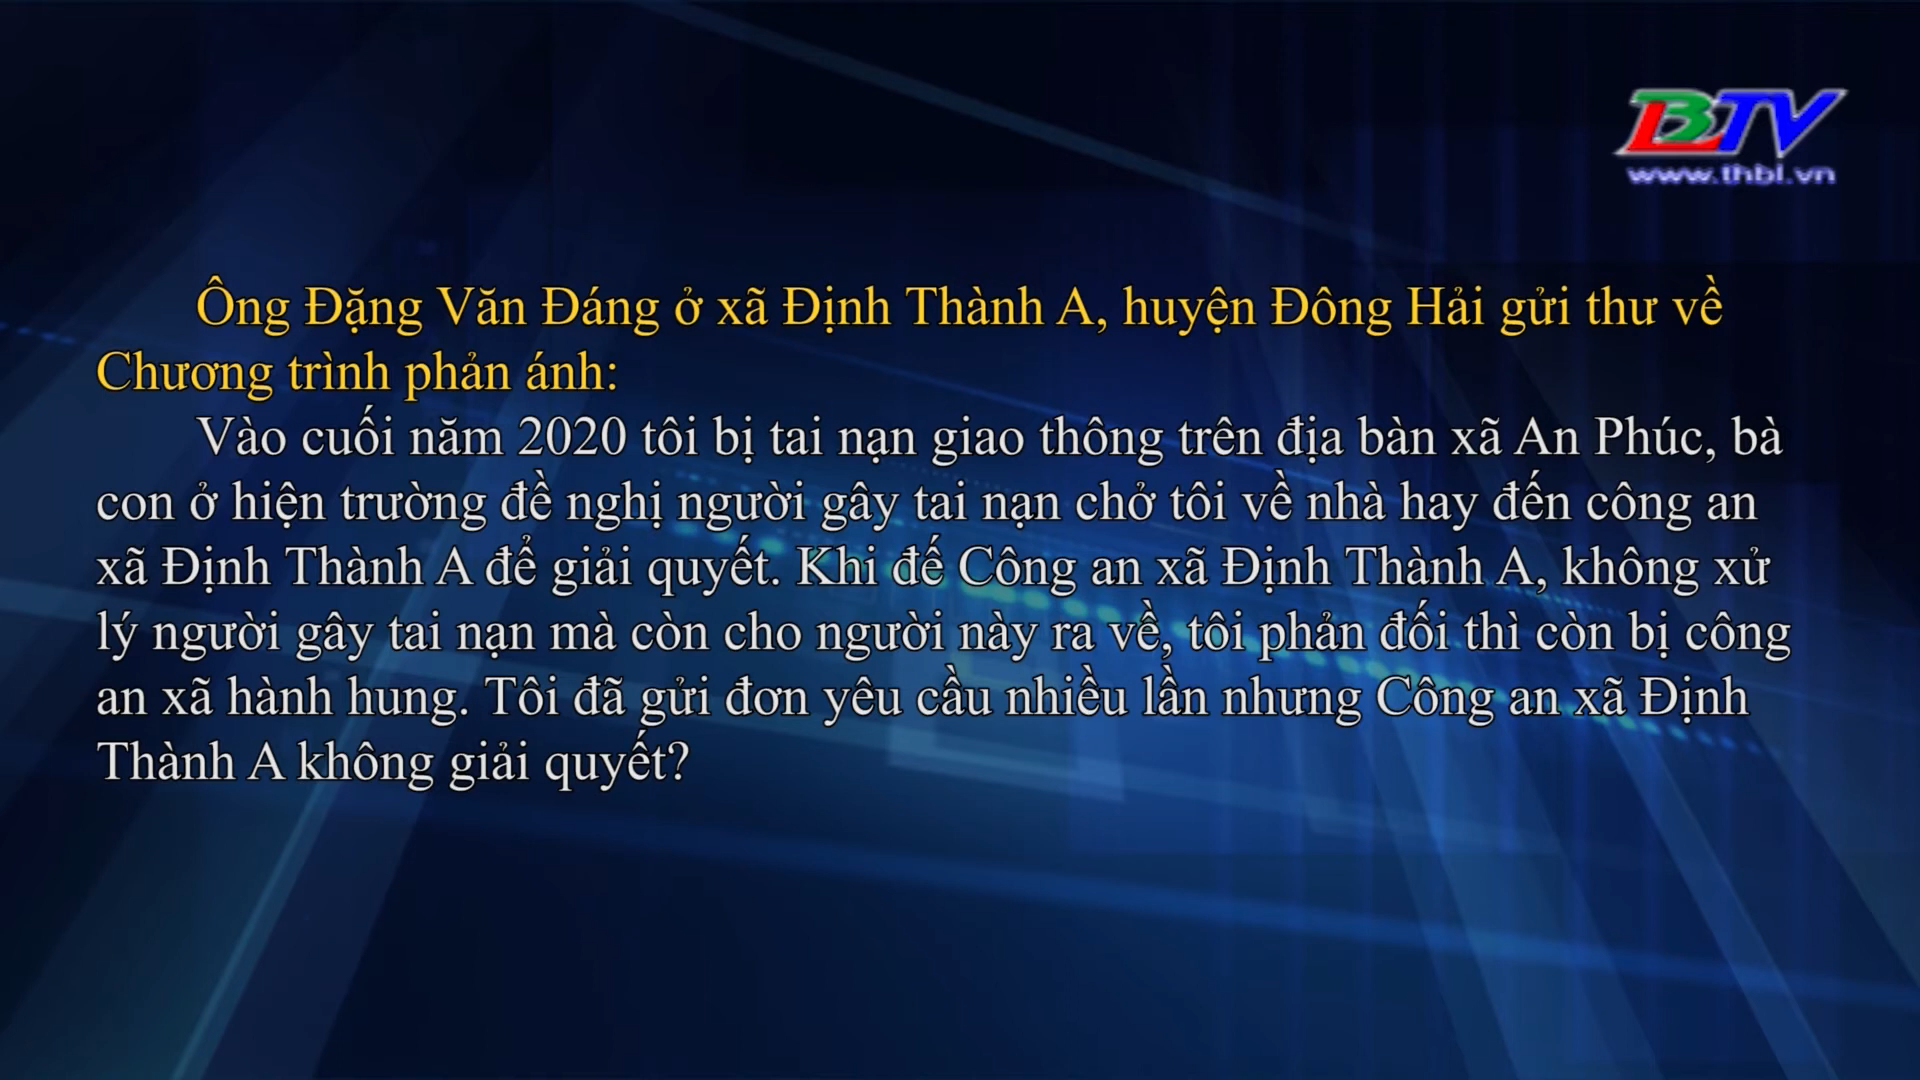 BTV
www.thbl.vn
Ông Đặng Văn Đáng ở xã Định Thành A, huyện Đông Hải gửi thư về
Chương trình phản ánh:
Vào cuối năm 2020 tôi bị tai nạn giao thông trên địa bàn xã An Phúc, bà
con ở hiện trường đề nghị người gây tai nạn chở tôi về nhà hay đến công an
xã Định Thành A để giải quyết. Khi đế Công an xã Định Thành A, không xử
lý người gây tai nạn mà còn cho người này ra về, tôi phản đối thì còn bị công
an xã hành hung. Tôi đã gửi đơn yêu cầu nhiều lần nhưng Công an xã Định
Thành A không giải quyết?